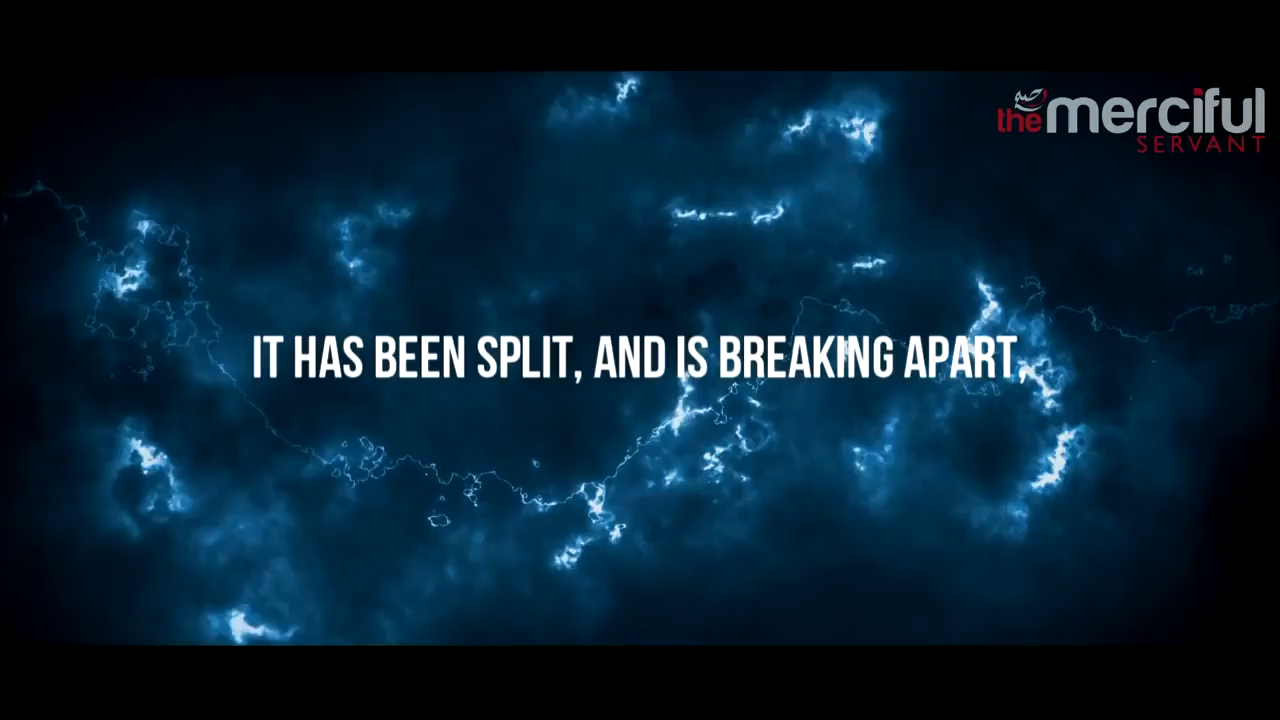 the merciful
SERVANT
IT HAS BEEN SPLIT, AND IS BREAKING APART,